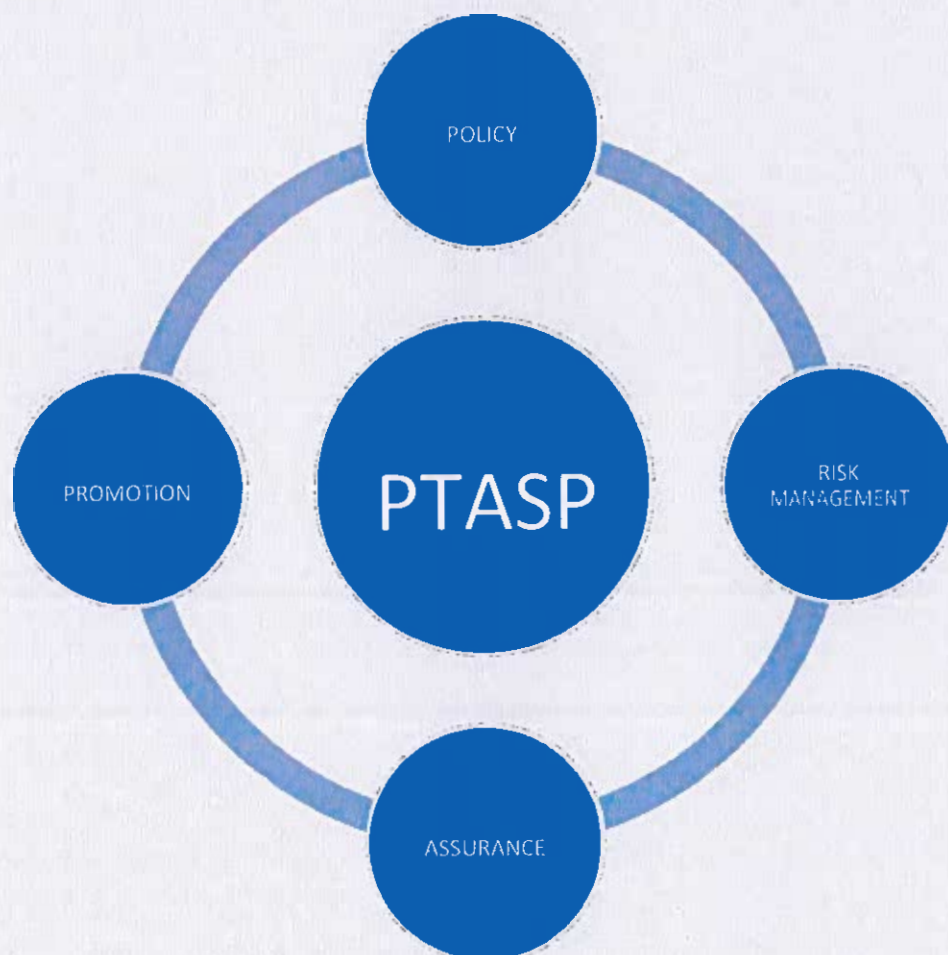 POLICY
PROMOTION
PTASP
RISK
MANAGEMENT
ASSURANCE